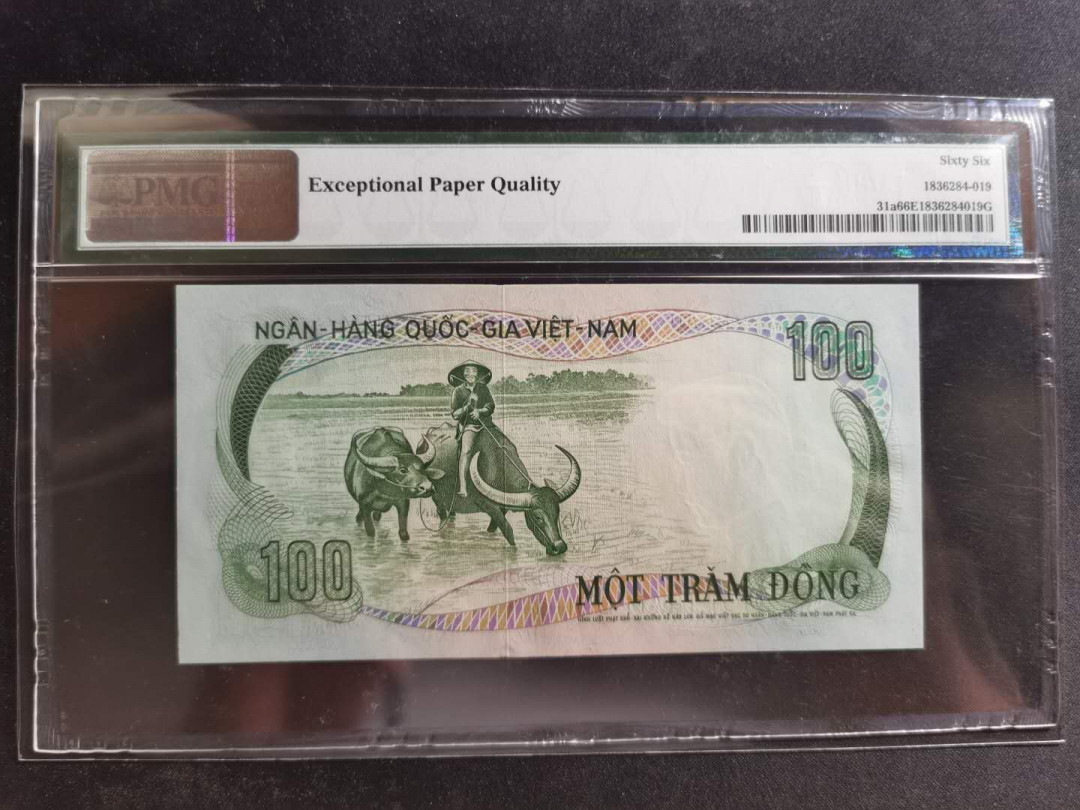 PMG
Exceptional Paper Quality
Sixty Six
1836284-019
31a66E1836284019G
NGÂN-HÀNG QUỐC-GIA VIỆT-NAM
100
100
MỘT TRĂM ĐỒNG